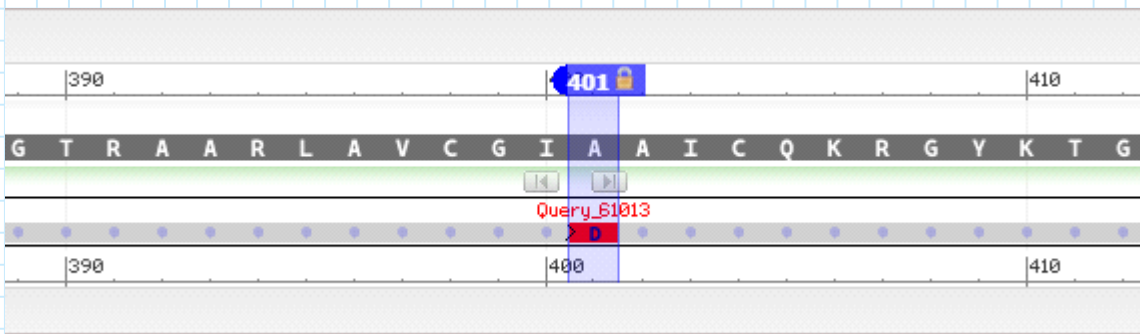 390 401 410
G T R A A R L A V C G I A A I C Q K R G Y K T G
Query_61013
D
390 400 410